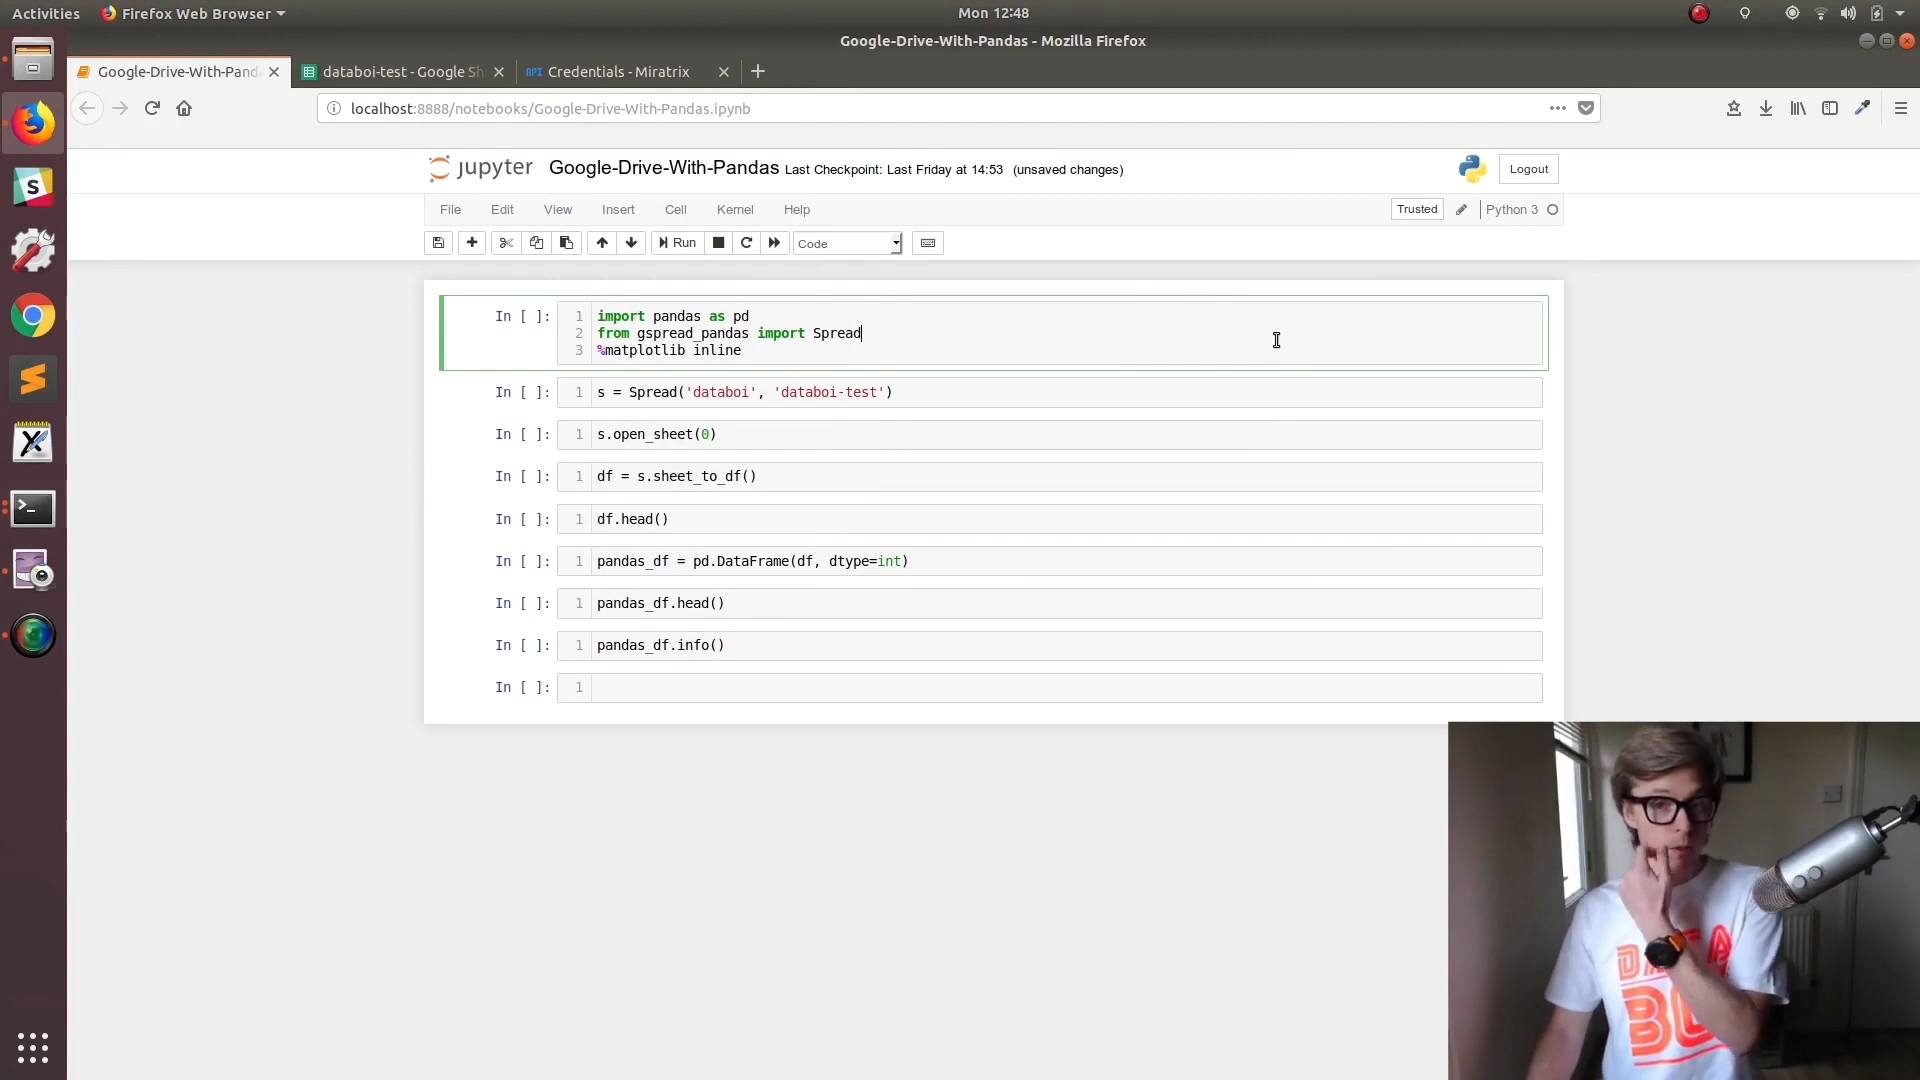 Activities
Firefox Web Browser
Mon 12:48
Google-Drive-With-Pandas - Mozilla Firefox
Google-Drive-With-Pand
databoi-test - Google Sh
API Credentials - Miratrix
localhost:8888/notebooks/Google-Drive-With-Pandas.ipynb
jupyter Google-Drive-With-Pandas Last Checkpoint: Last Friday at 14:53 (unsaved changes)
Logout
File Edit View Insert Cell Kernel Help
Trusted
Python 3
Run
Code
In [ ]:
1 import pandas as pd
2 from gspread_pandas import Spread
3 %matplotlib inline
In [ ]: 1 s = Spread('databoi', 'databoi-test')
In [ ]: 1 s.open_sheet(0)
In [ ]: 1 df = s.sheet_to_df()
In [ ]: 1 df.head()
In [ ]: 1 pandas_df = pd.DataFrame(df, dtype=int)
In [ ]: 1 pandas_df.head()
In [ ]: 1 pandas_df.info()
In [ ]: 1